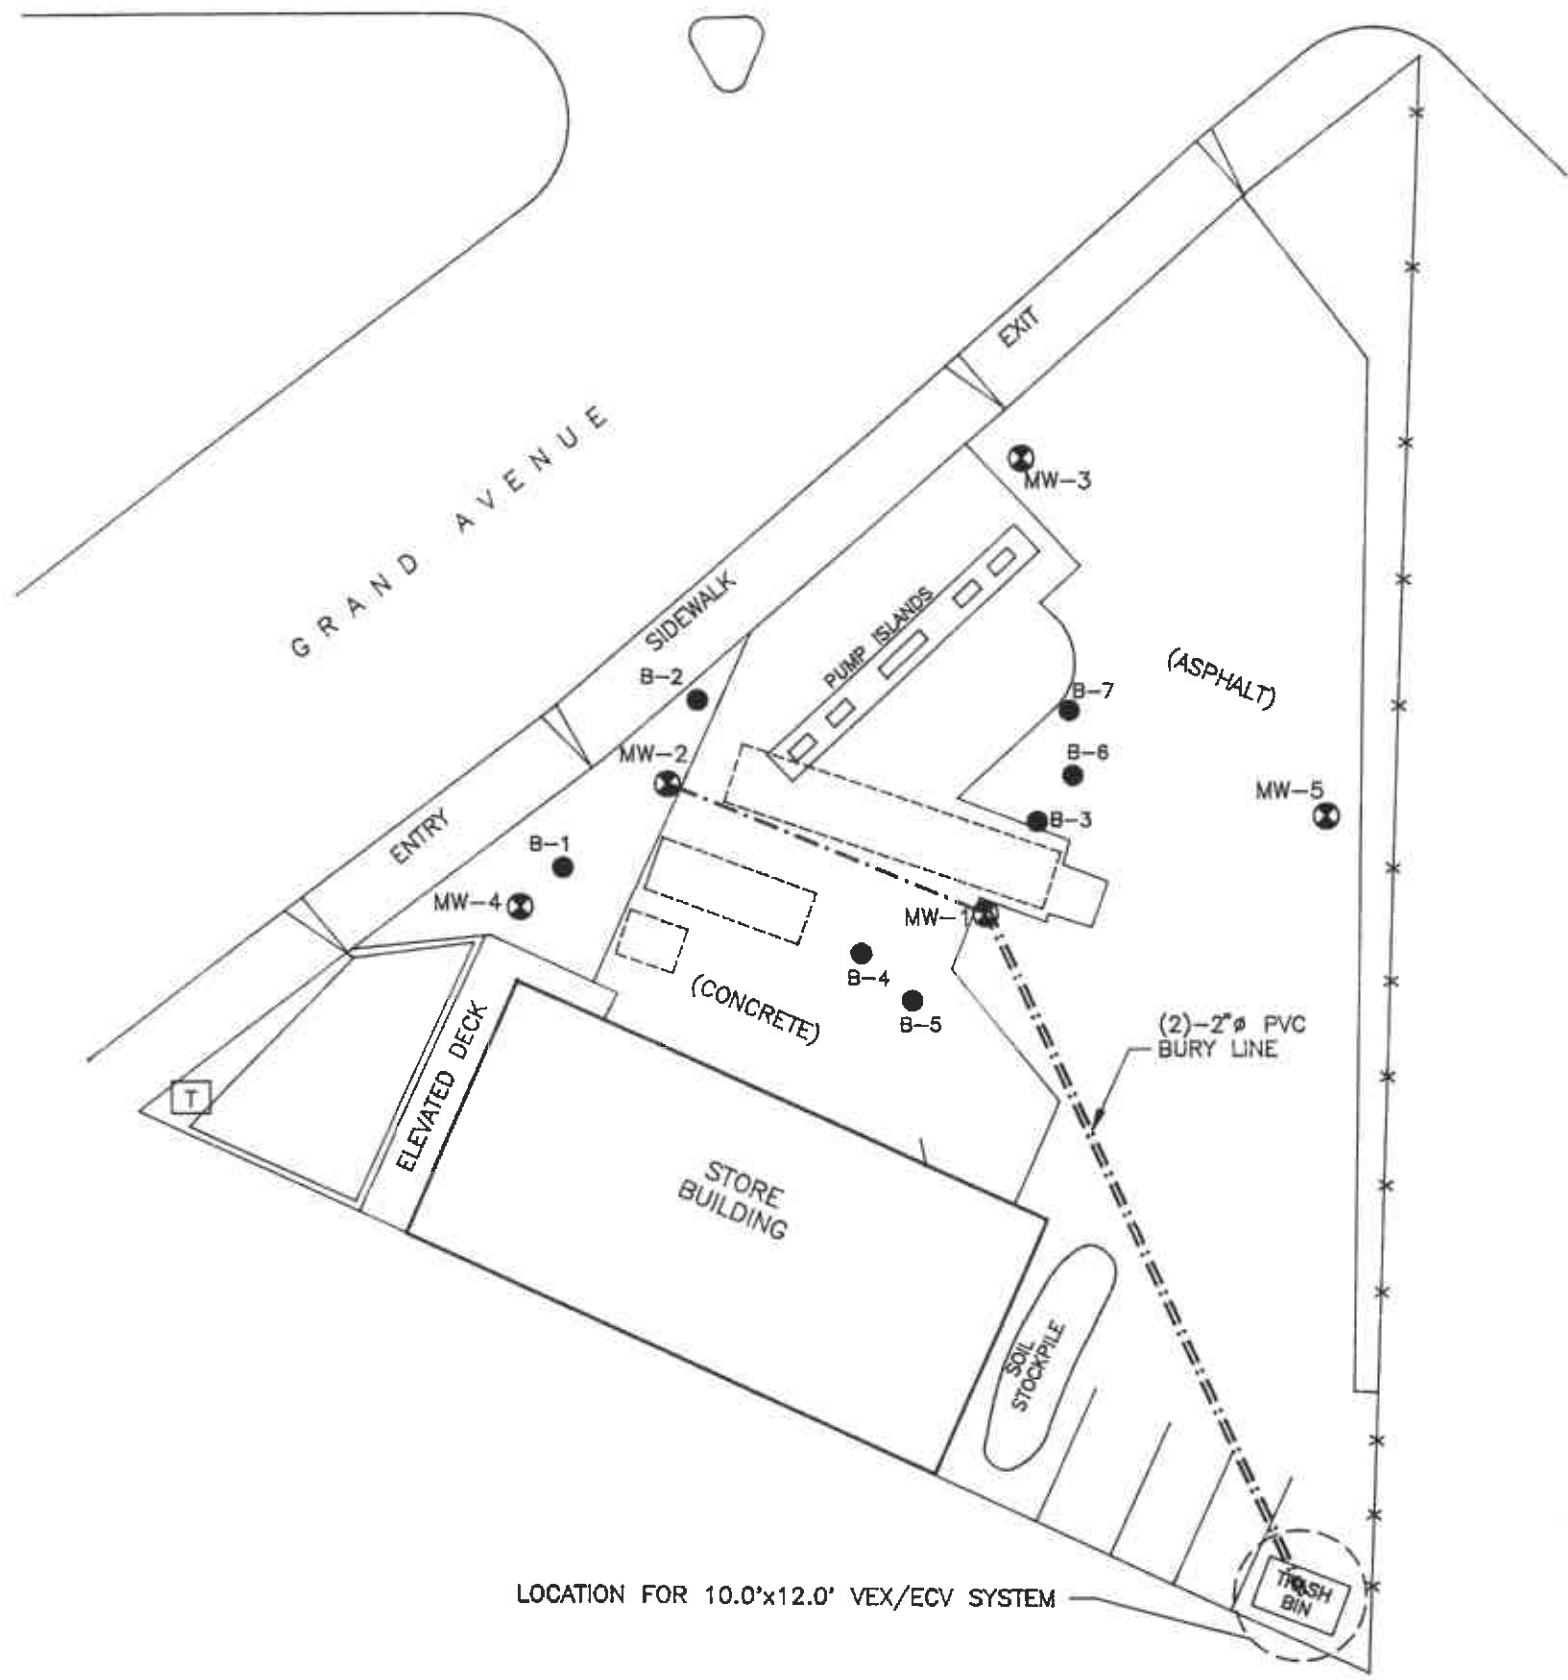 EXIT
GRAND AVENUE
MW-3
SIDEWALK
PUMP ISLANDS
(ASPHALT)
B-2
B-7
MW-2
B-6
MW-5
ENTRY
B-3
B-1
MW-4
MW-1
B-4
(CONCRETE)
B-5
(2)-2"ø PVC
BURY LINE
T
ELEVATED DECK
STORE
BUILDING
SOIL
STOCKPILE
LOCATION FOR 10.0'x12.0' VEX/ECV SYSTEM
TRASH
BIN